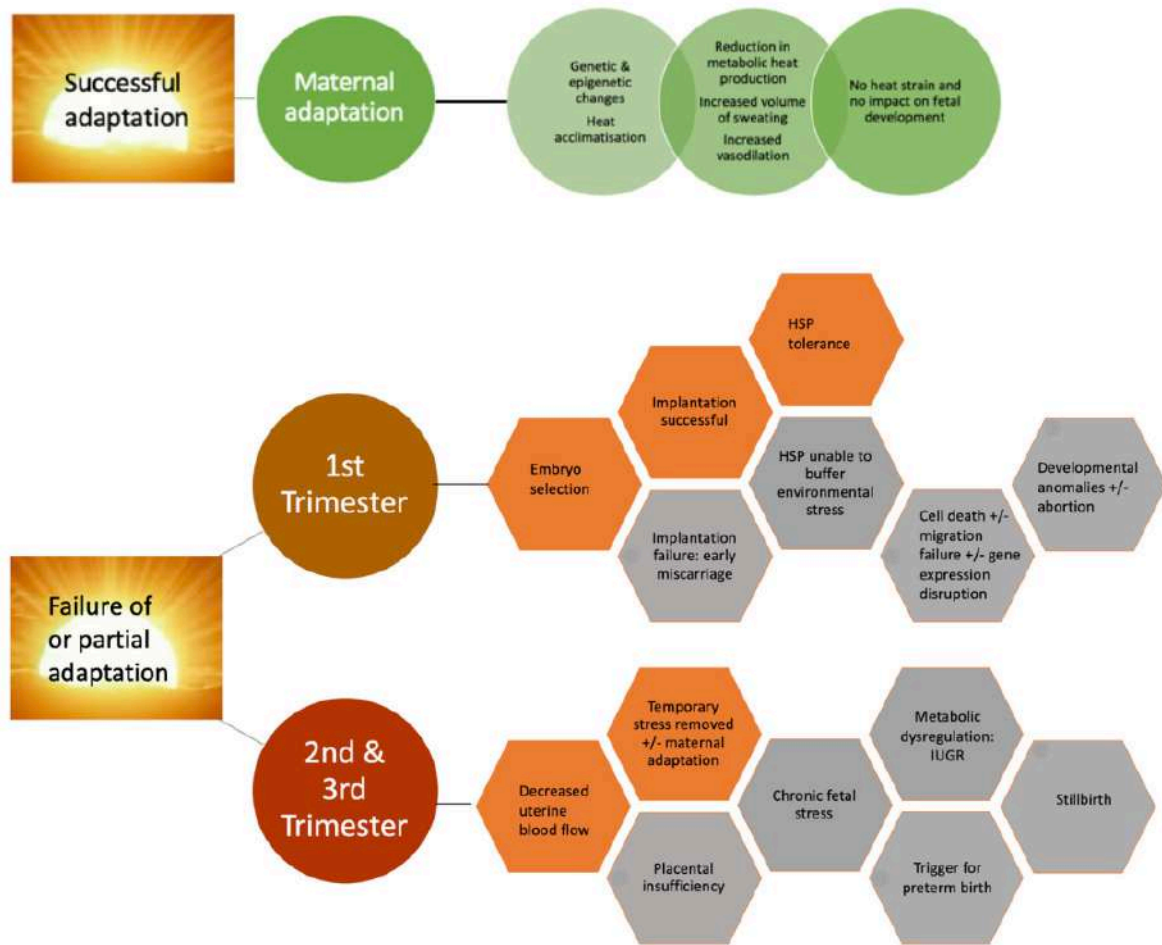 Successful
adaptation
Maternal
adaptation
Genetic &
epigenetic
changes
Heat
acclimatisation
Reduction in
metabolic heat
production
Increased volume
of sweating
Increased
vasodilation
No heat strain and
no impact on fetal
development
Failure of
or partial
adaptation
1st
Trimester
Embryo
selection
Implantation
successful
HSP
tolerance
Implantation
failure: early
miscarriage
HSP unable to
buffer
environmental
stress
Cell death +/-
migration
failure +/- gene
expression
disruption
Developmental
anomalies +/-
abortion
2nd &
3rd
Trimester
Decreased
uterine
blood flow
Temporary
stress removed
+/- maternal
adaptation
Placental
insufficiency
Chronic fetal
stress
Metabolic
dysregulation:
IUGR
Trigger for
preterm birth
Stillbirth